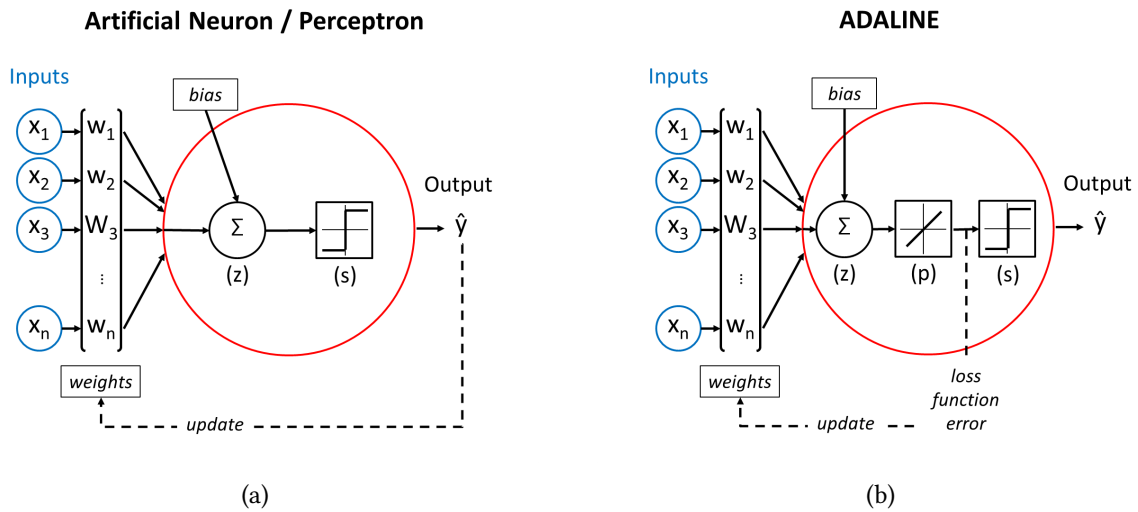 Artificial Neuron / Perceptron
Inputs
bias
x₁
w₁
x₂
w₂
x₃
W₃
Σ
(z)
(s)
Output
ŷ
...
xₙ
wₙ
weights
update
(a)
ADALINE
Inputs
bias
x₁
w₁
x₂
w₂
x₃
W₃
Σ
(z)
(p)
(s)
Output
ŷ
...
xₙ
wₙ
weights
loss
function
error
update
(b)